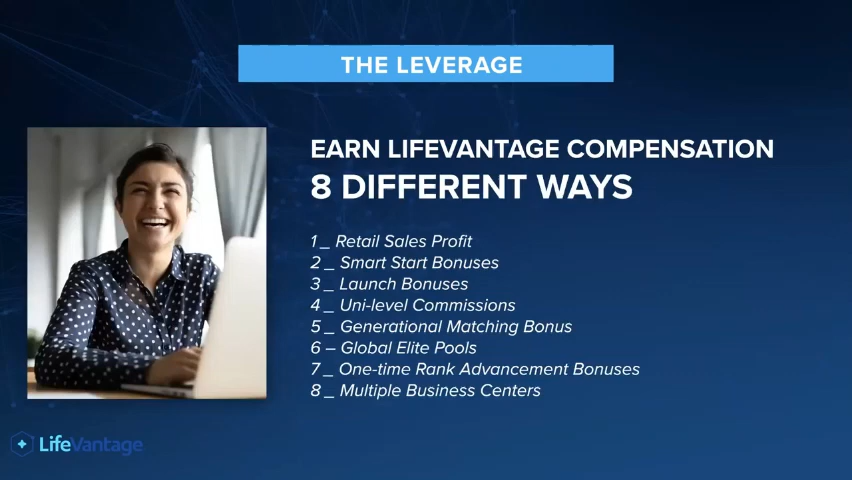 THE LEVERAGE
EARN LIFEVANTAGE COMPENSATION
8 DIFFERENT WAYS
1 _ Retail Sales Profit
2 _ Smart Start Bonuses
3 _ Launch Bonuses
4 _ Uni-level Commissions
5 _ Generational Matching Bonus
6 – Global Elite Pools
7 _ One-time Rank Advancement Bonuses
8 _ Multiple Business Centers
LifeVantage